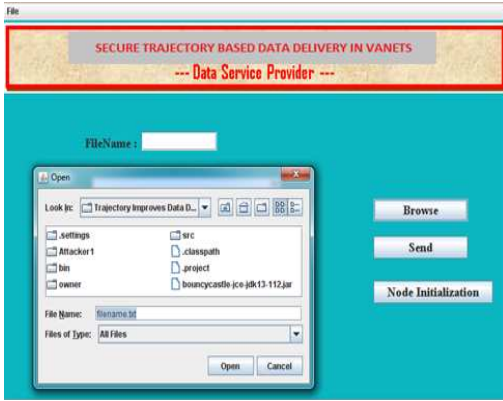 File
SECURE TRAJECTORY BASED DATA DELIVERY IN VANETS
--- Data Service Provider ---
FileName :
Open
Look In: Trajectory Improves Data D...
.settings
Attacker1
bin
owner
src
.classpath
.project
bouncycastle-jce-jdk13-112.jar
File Name: filename.txt
Files of Type: All Files
Open Cancel
Browse
Send
Node Initialization